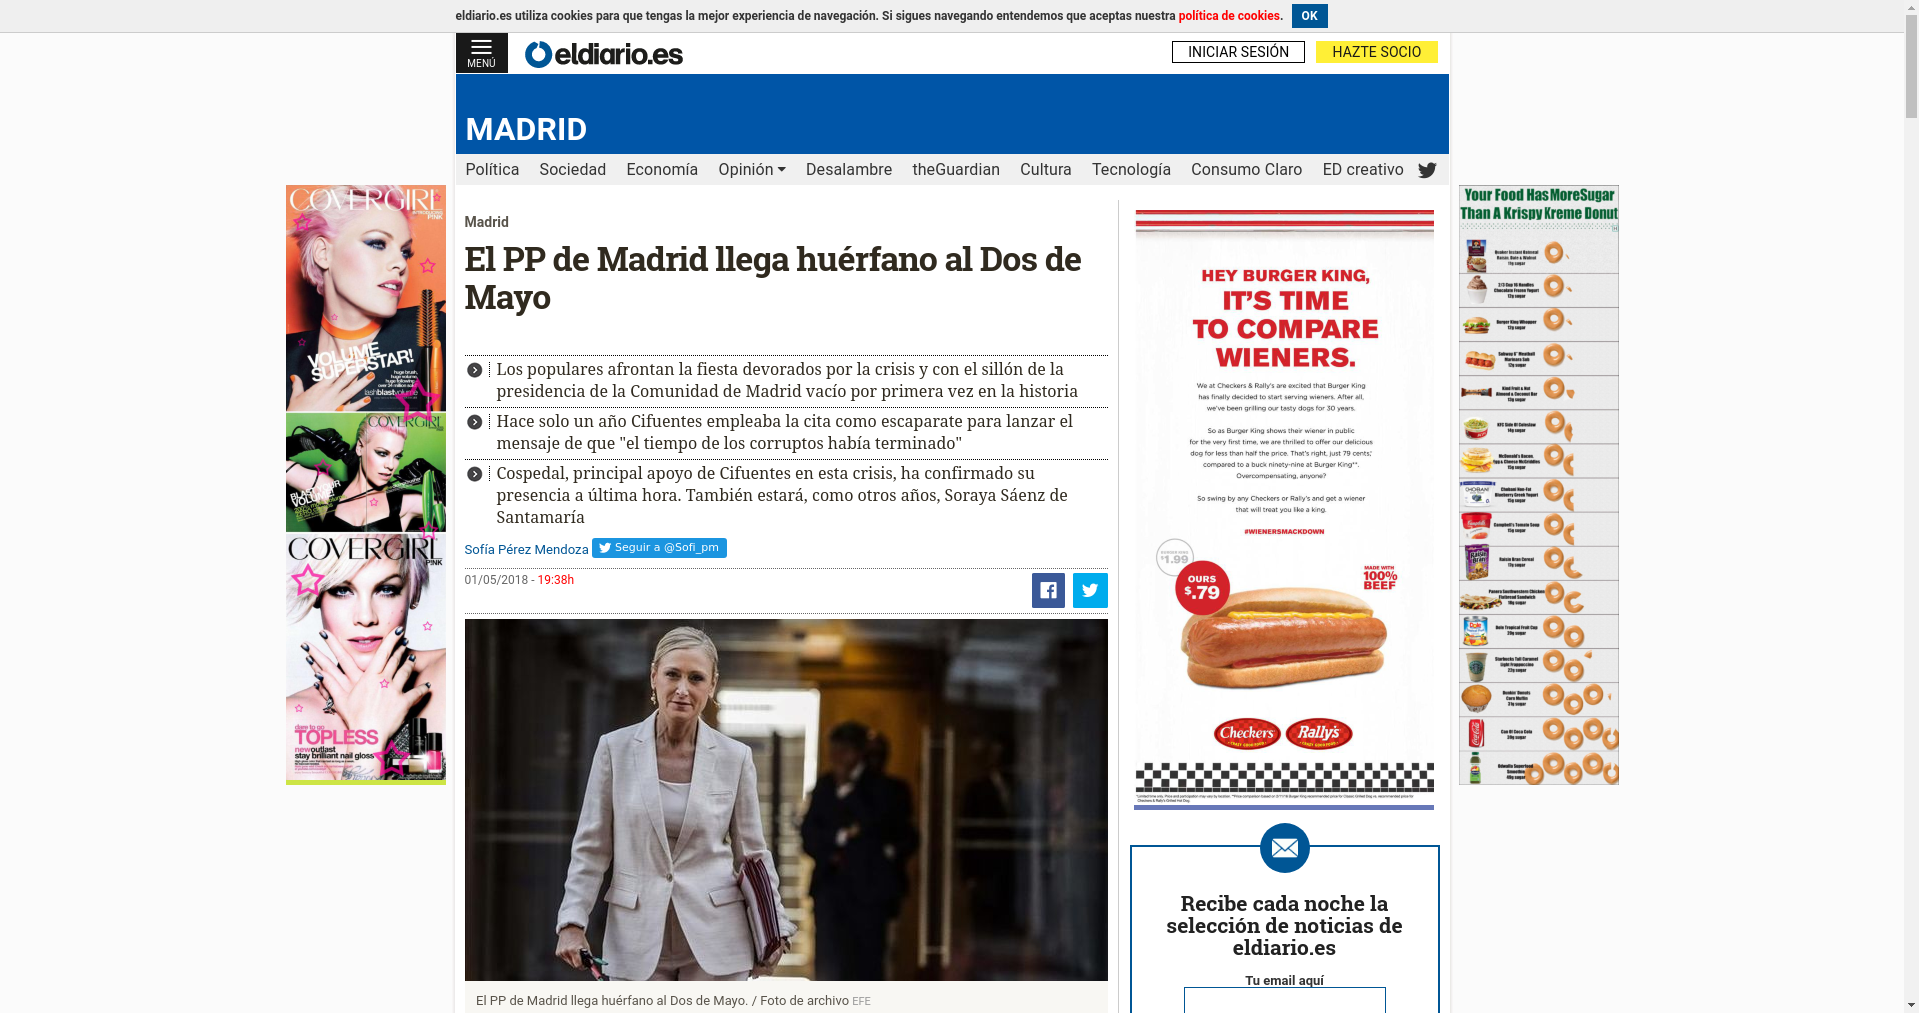 eldiario.es utiliza cookies para que tengas la mejor experiencia de navegación. Si sigues navegando entendemos que aceptas nuestra política de cookies. OK
MENÚ
eldiario.es
INICIAR SESIÓN
HAZTE SOCIO
MADRID
Política Sociedad Economía Opinión Desalambre theGuardian Cultura Tecnología Consumo Claro ED creativo
Madrid
El PP de Madrid llega huérfano al Dos de
Mayo
Los populares afrontan la fiesta devorados por la crisis y con el sillón de la
presidencia de la Comunidad de Madrid vacío por primera vez en la historia
Hace solo un año Cifuentes empleaba la cita como escaparate para lanzar el
mensaje de que "el tiempo de los corruptos había terminado"
Cospedal, principal apoyo de Cifuentes en esta crisis, ha confirmado su
presencia a última hora. También estará, como otros años, Soraya Sáenz de
Santamaría
Sofía Pérez Mendoza Seguir a @Sofi_pm
01/05/2018 - 19:38h
El PP de Madrid llega huérfano al Dos de Mayo. / Foto de archivo EFE
COVERGIRL
PINK
VOLUME
SUPERSTAR!
COVERGIRL
COVERGIRL
P!NK
dare to go
TOPLESS
newoutlast
stay brilliant nail gloss
HEY BURGER KING,
IT'S TIME
TO COMPARE
WIENERS.
We at Checkers & Rally's are excited that Burger King
has finally decided to start serving wieners. After all,
we've been grilling our tasty dogs for 30 years.
So as Burger King shows their wiener in public
for the very first time, we are thrilled to offer our delicious
dog for less than half the price. That's right, just 79 cents,*
compared to a buck ninety-nine at Burger King**.
Overcompensating, anyone?
So swing by any Checkers or Rally's and get a wiener
that will treat you like a king.
#WIENERSMACKDOWN
$1.99
OURS
$.79
MADE WITH
100%
BEEF
Checkers
Rally's
Recibe cada noche la
selección de noticias de
eldiario.es
Tu email aquí
Your Food Has More Sugar
Than A Krispy Kreme Donut
Burger King Whopper